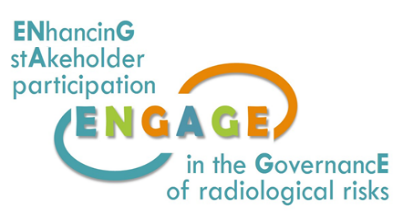 ENhancinG
stAkeholder
participation
ENGAGE
in the GovernancE
of radiological risks